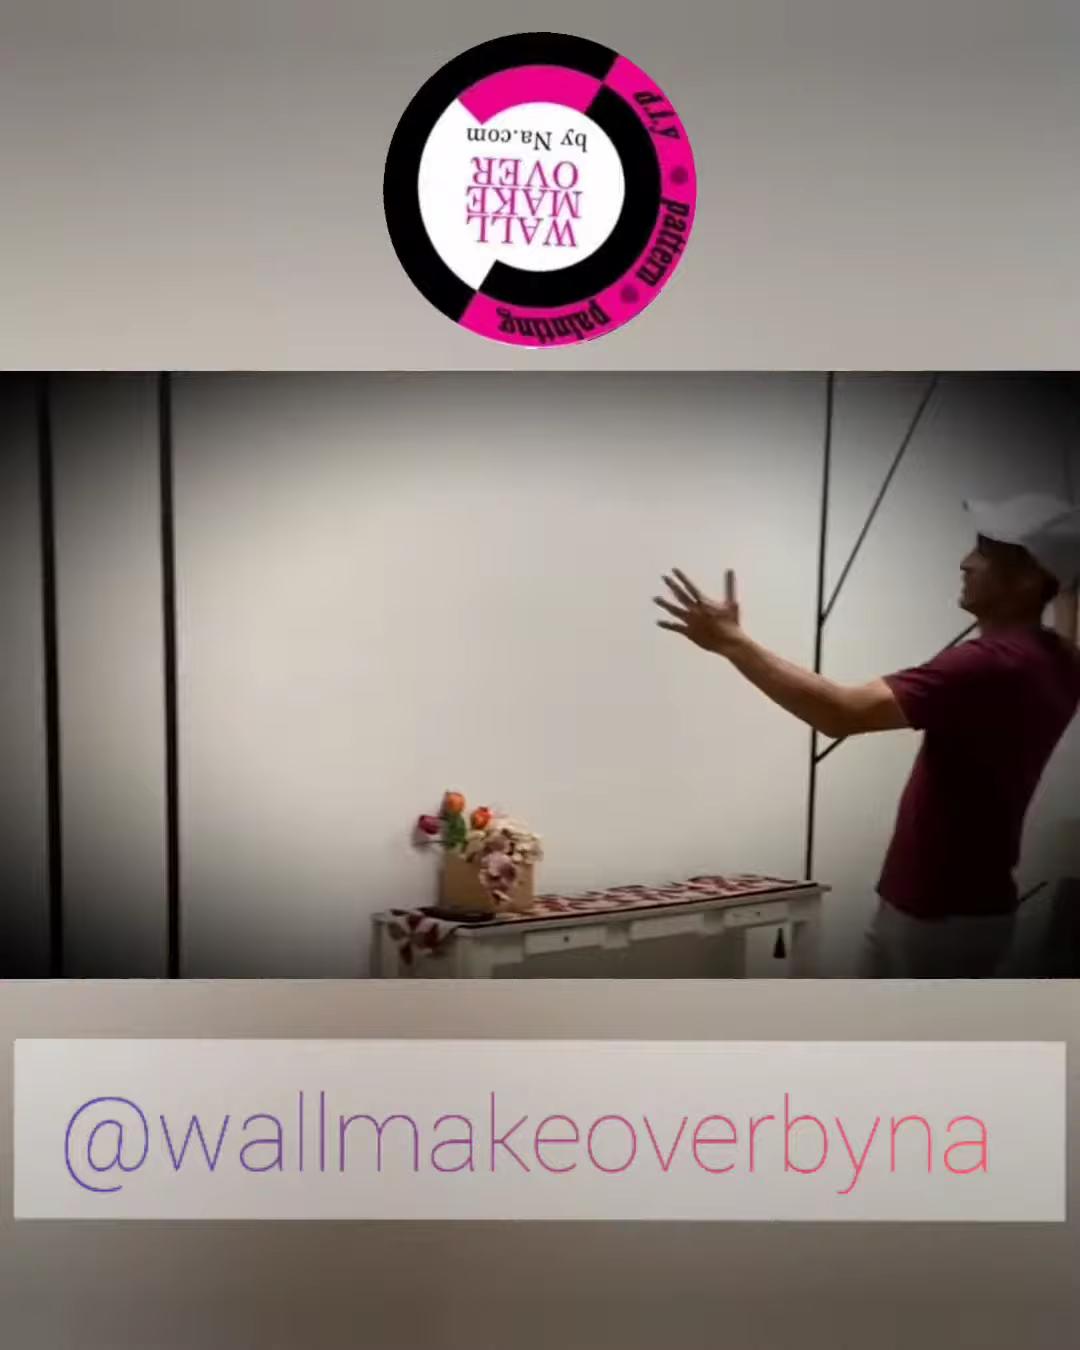 WALL
MAKE
OVER
by Na.com
painting • pattern •
@wallmakeoverbyna